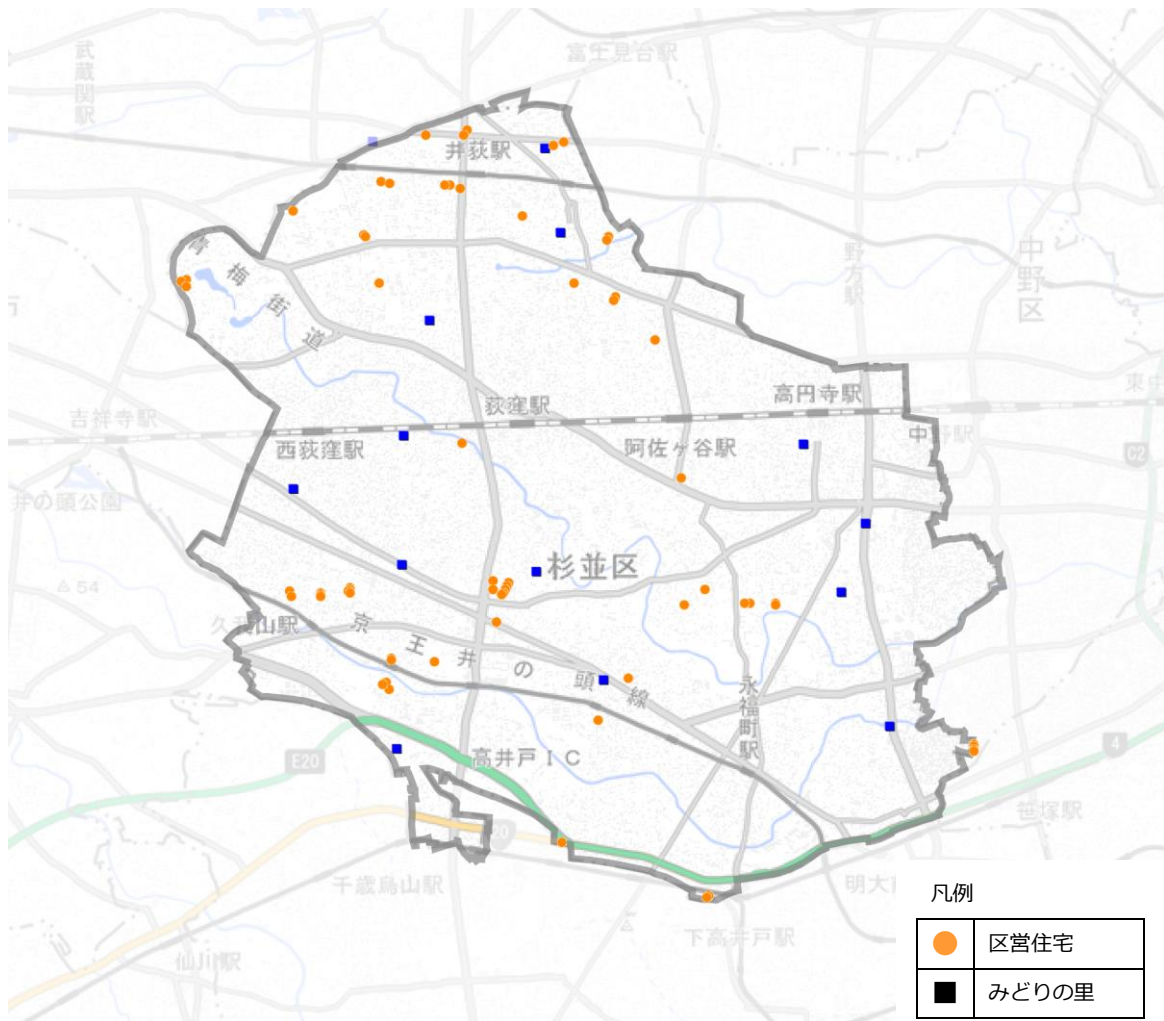 武蔵関駅
富士見台駅
井荻駅
青梅街道
野方駅
中野区
吉祥寺駅
荻窪駅
高円寺駅
東中
西荻窪駅
阿佐ヶ谷駅
中野駅
C2
井の頭公園
54
杉並区
久我山駅
京王井の頭線
永福町駅
E20
高井戸IC
4
笹塚駅
20
千歳烏山駅
明大前
下高井戸駅
仙川駅
凡例
区営住宅
みどりの里